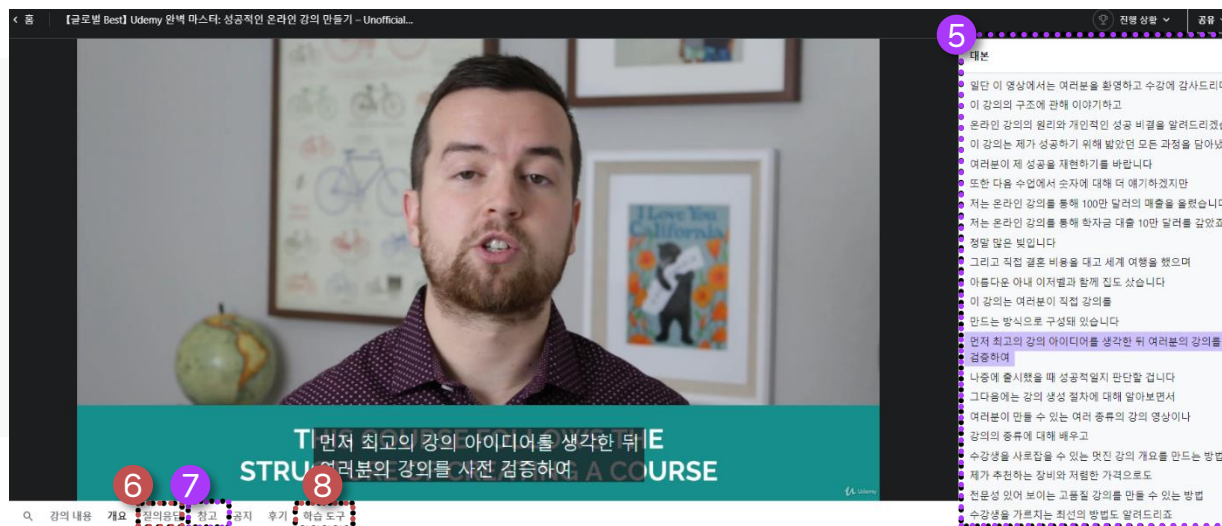 < 홈
【글로벌 Best】 Udemy 완벽 마스터: 성공적인 온라인 강의 만들기 – Unofficial...
진행 상황
공유
5
대본
일단 이 영상에서는 여러분을 환영하고 수강에 감사드리며
이 강의의 구조에 관해 이야기하고
온라인 강의의 원리와 개인적인 성공 비결을 알려드리겠
이 강의는 제가 성공하기 위해 밟았던 모든 과정을 담아냈
여러분이 제 성공을 재현하기를 바랍니다
또한 다음 수업에서 숫자에 대해 더 얘기하겠지만
저는 온라인 강의를 통해 100만 달러의 매출을 올렸습니다
저는 온라인 강의를 통해 학자금 대출 10만 달러를 갚았죠
정말 많은 빚입니다
그리고 직접 결혼 비용을 대고 세계 여행을 했으며
아름다운 아내 이저벨과 함께 집도 샀습니다
이 강의는 여러분이 직접 강의를
만드는 방식으로 구성돼 있습니다
먼저 최고의 강의 아이디어를 생각한 뒤 여러분의 강의를
검증하여
나중에 출시했을 때 성공적일지 판단할 겁니다
그다음에는 강의 생성 절차에 대해 알아보면서
여러분이 만들 수 있는 여러 종류의 강의 영상이나
강의의 종류에 대해 배우고
수강생을 사로잡을 수 있는 멋진 강의 개요를 만드는 방법
제가 추천하는 장비와 저렴한 가격으로도
전문성 있어 보이는 고품질 강의를 만들 수 있는 방법
수강생을 가르치는 최선의 방법도 알려드리죠
I Love You
California
먼저 최고의 강의 아이디어를 생각한 뒤
여러분의 강의를 사전 검증하여
COURSE
Udemy
6
7
8
강의 내용
개요
질의응답
참고
공지
후기
학습 도구